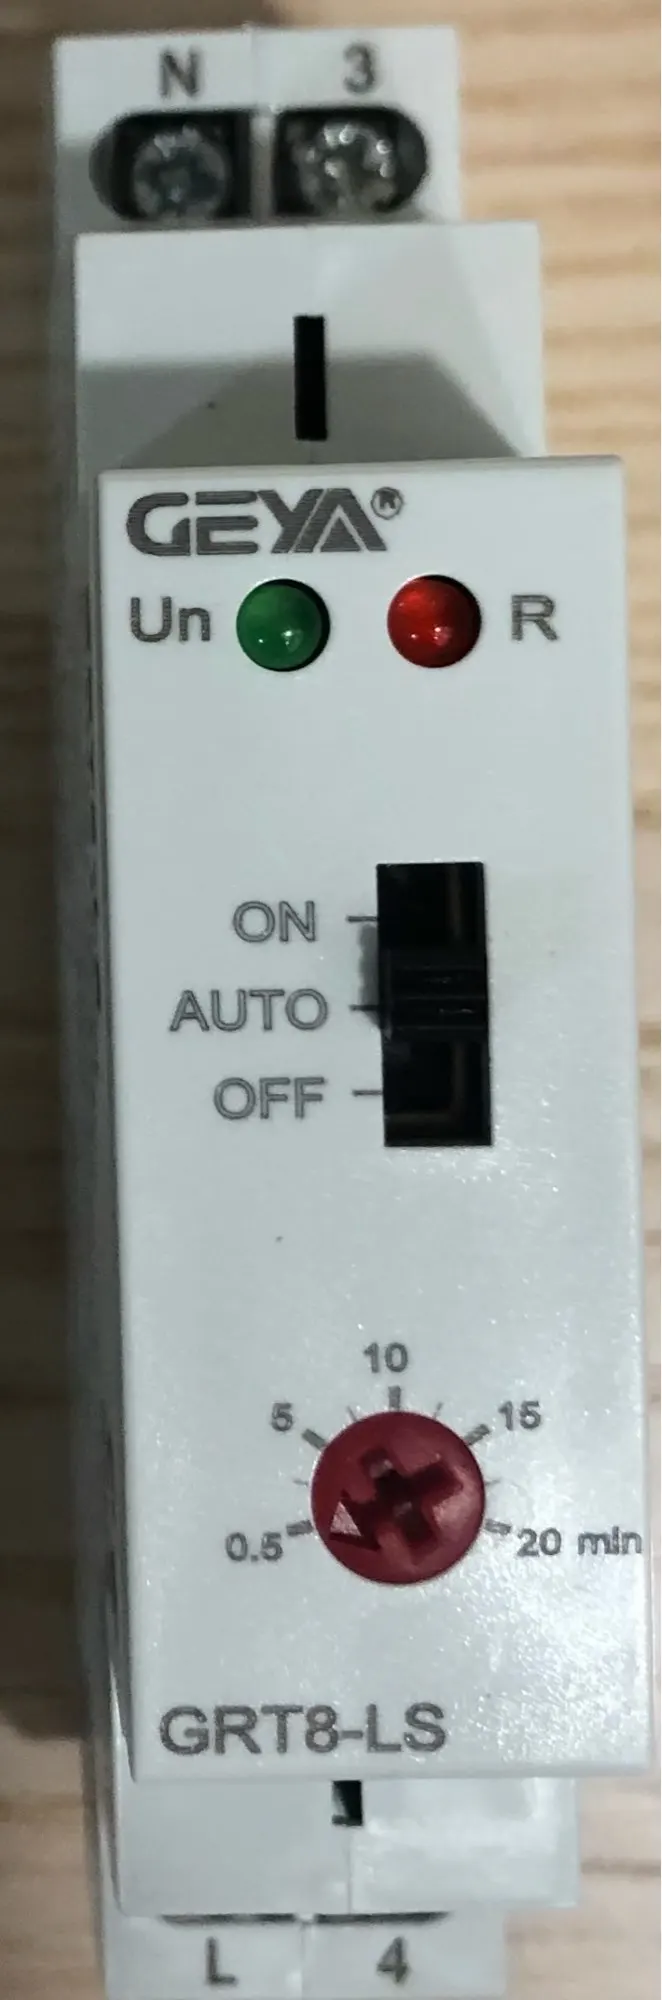 N 3
GEYA®
Un R
ON
AUTO
OFF
10
5 15
0.5 20 min
GRT8-LS
L 4